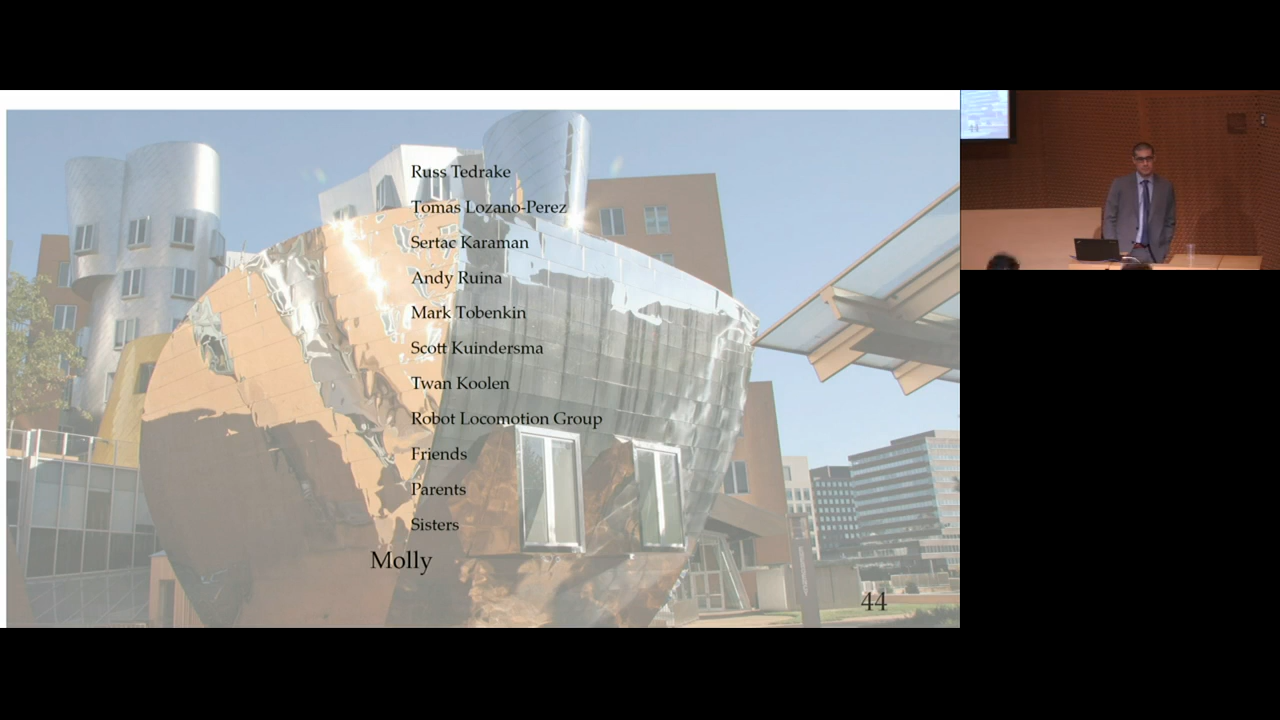 Russ Tedrake
Tomas Lozano-Perez
Sertac Karaman
Andy Ruina
Mark Tobenkin
Scott Kuindersma
Twan Koolen
Robot Locomotion Group
Friends
Parents
Sisters
Molly
44